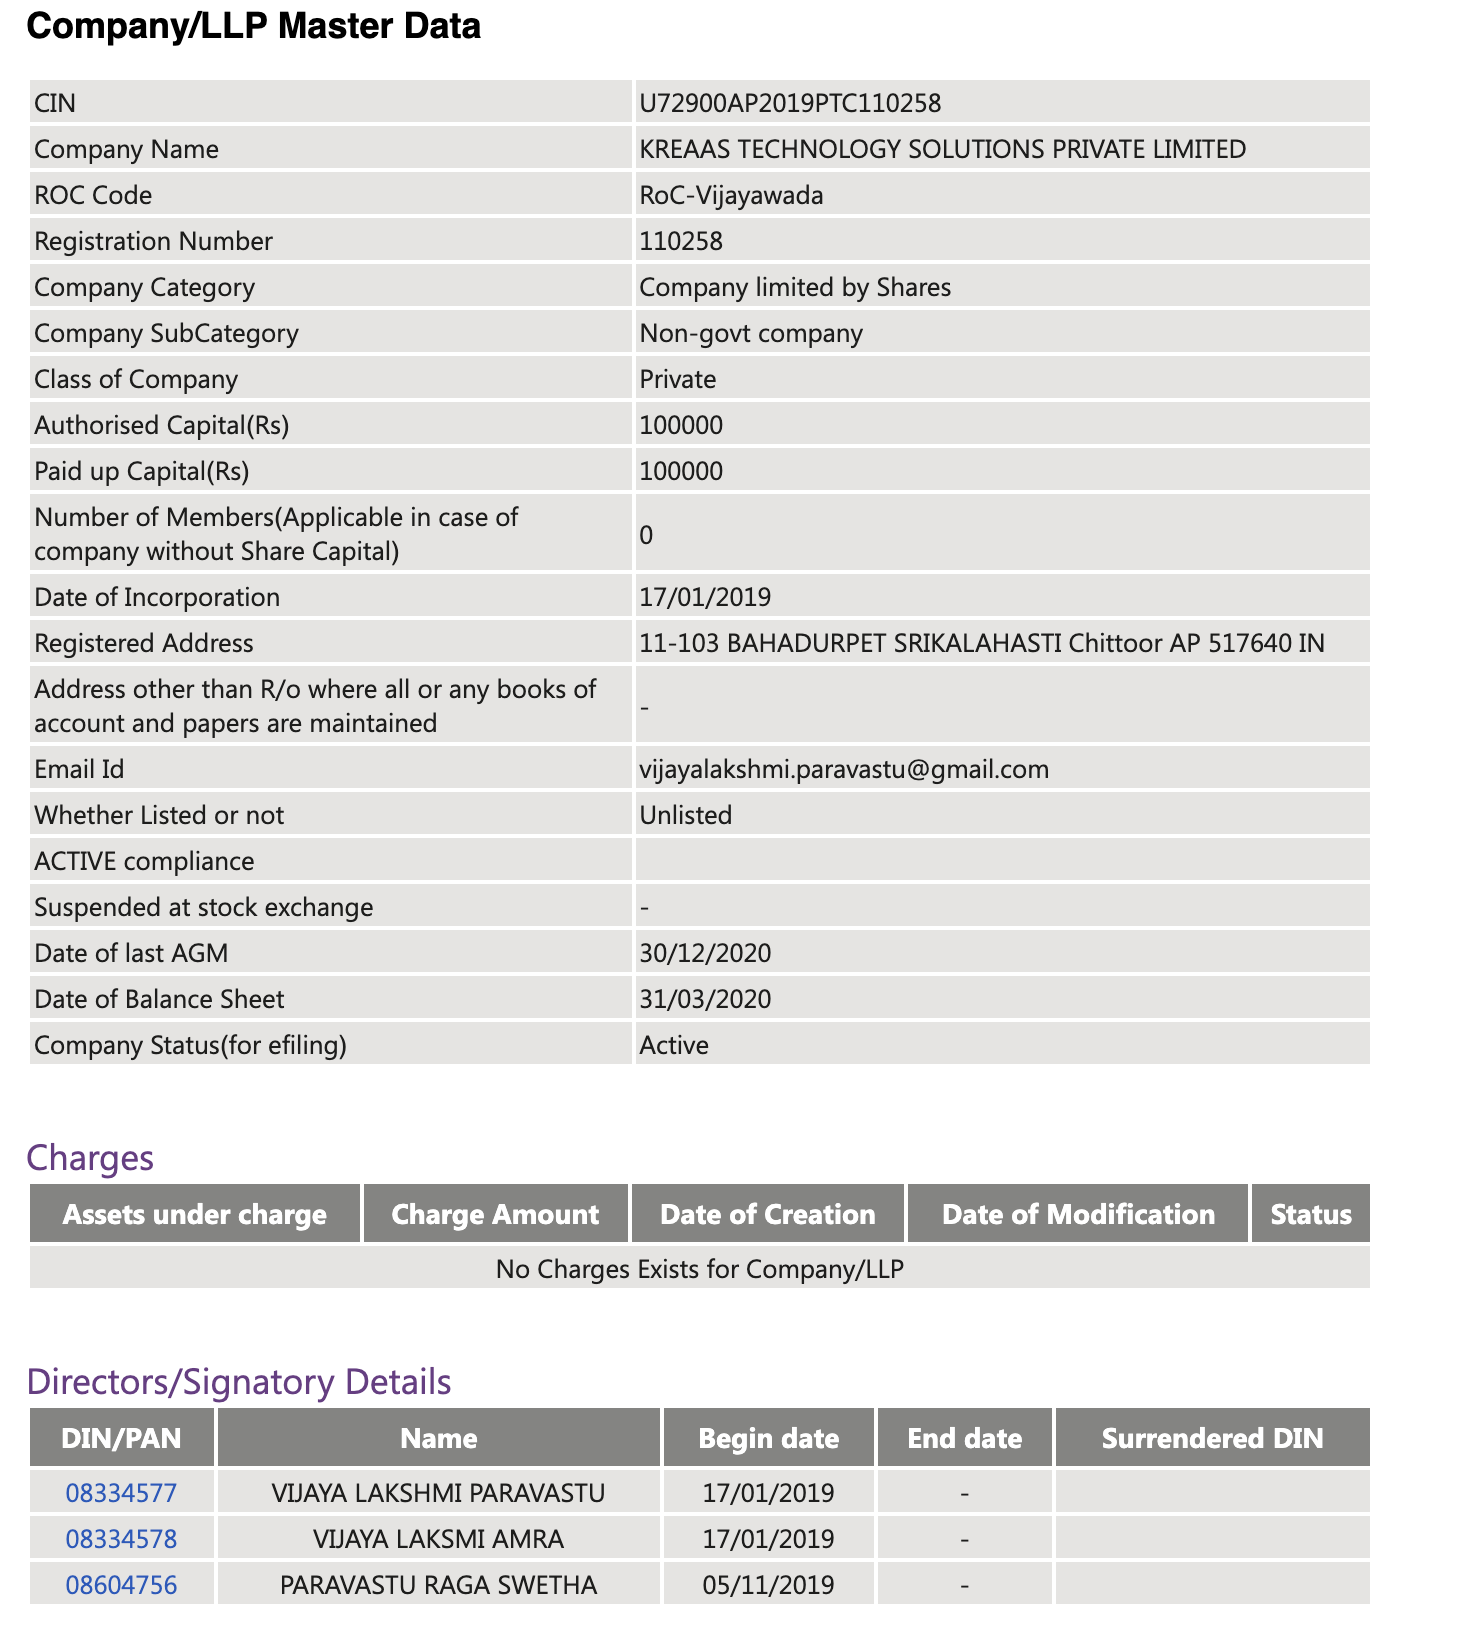 Company/LLP Master Data
CIN U72900AP2019PTC110258
Company Name KREAAS TECHNOLOGY SOLUTIONS PRIVATE LIMITED
ROC Code RoC-Vijayawada
Registration Number 110258
Company Category Company limited by Shares
Company SubCategory Non-govt company
Class of Company Private
Authorised Capital(Rs) 100000
Paid up Capital(Rs) 100000
Number of Members(Applicable in case of
company without Share Capital) 0
Date of Incorporation 17/01/2019
Registered Address 11-103 BAHADURPET SRIKALAHASTI Chittoor AP 517640 IN
Address other than R/o where all or any books of
account and papers are maintained -
Email Id vijayalakshmi.paravastu@gmail.com
Whether Listed or not Unlisted
ACTIVE compliance
Suspended at stock exchange -
Date of last AGM 30/12/2020
Date of Balance Sheet 31/03/2020
Company Status(for efiling) Active
Charges
Assets under charge Charge Amount Date of Creation Date of Modification Status
No Charges Exists for Company/LLP
Directors/Signatory Details
DIN/PAN Name Begin date End date Surrendered DIN
08334577 VIJAYA LAKSHMI PARAVASTU 17/01/2019 -
08334578 VIJAYA LAKSMI AMRA 17/01/2019 -
08604756 PARAVASTU RAGA SWETHA 05/11/2019 -